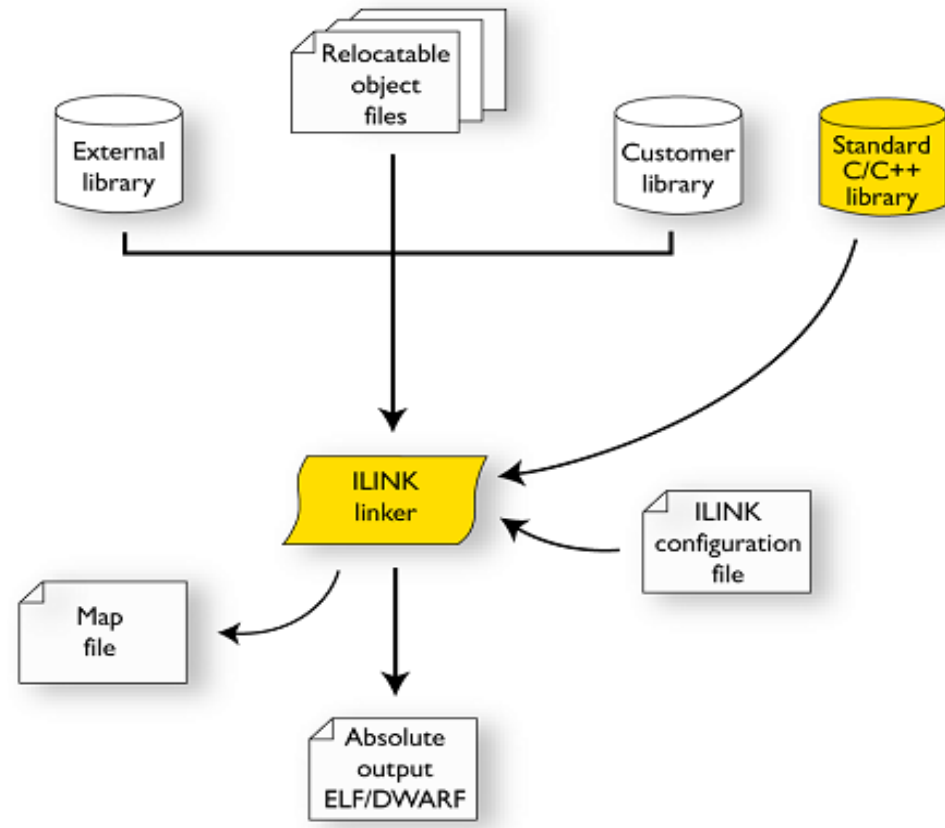 Relocatable
object
files
External
library
Customer
library
Standard
C/C++
library
ILINK
linker
ILINK
configuration
file
Map
file
Absolute
output
ELF/DWARF